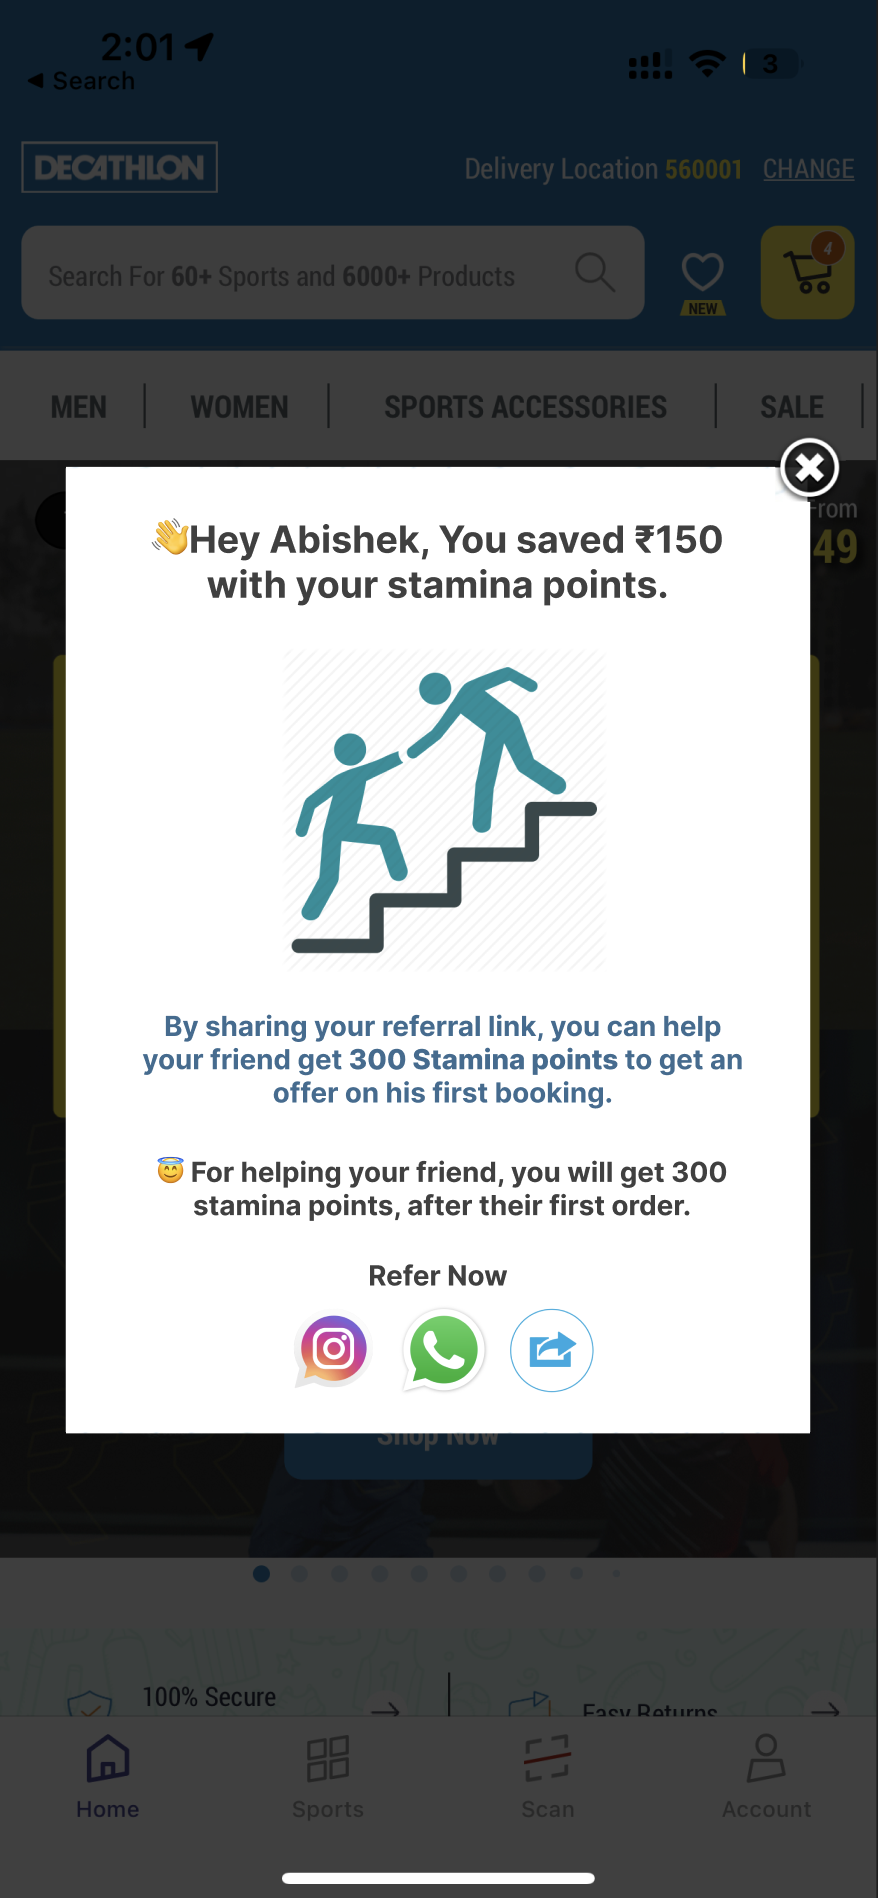 2:01
Search
3
DECATHLON
Delivery Location 560001 CHANGE
Search For 60+ Sports and 6000+ Products
4
NEW
MEN
WOMEN
SPORTS ACCESSORIES
SALE
From
49
👋Hey Abishek, You saved ₹150
with your stamina points.
By sharing your referral link, you can help
your friend get 300 Stamina points to get an
offer on his first booking.
😇 For helping your friend, you will get 300
stamina points, after their first order.
Refer Now
Shop Now
100% Secure
Easy Returns
Home
Sports
Scan
Account